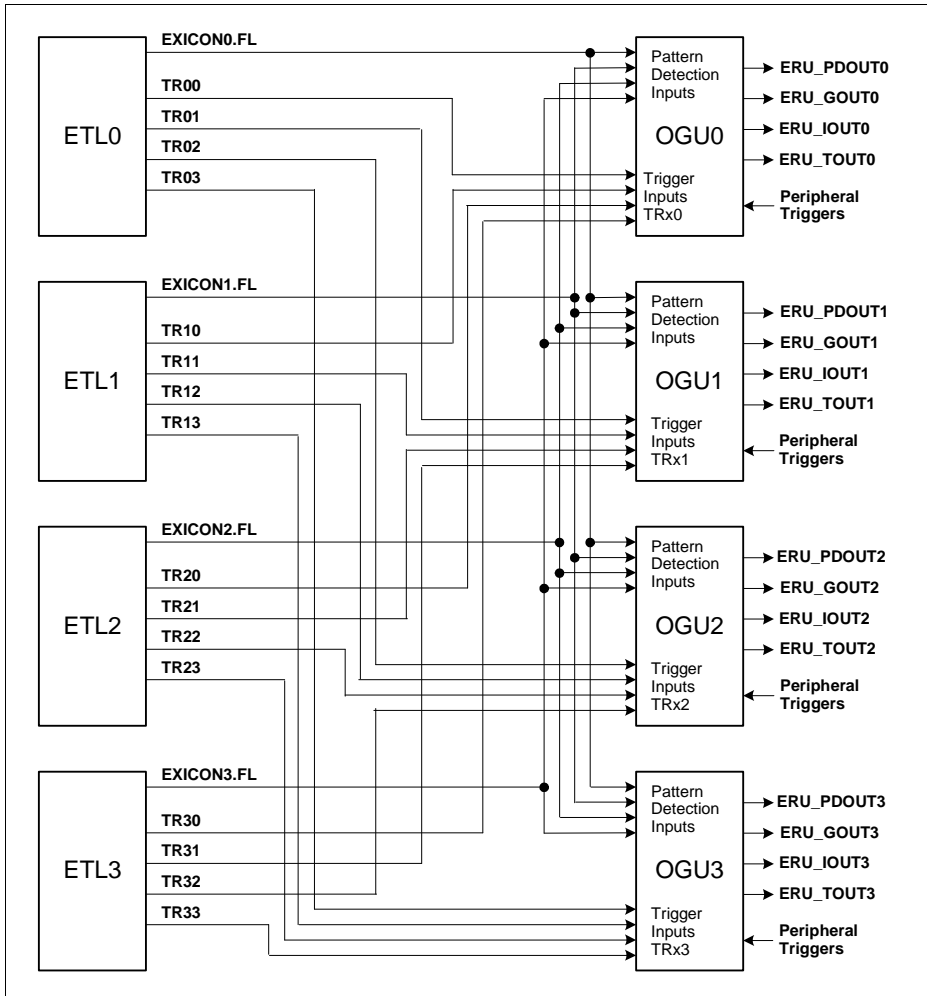 EXICON0.FL
TR00
TR01
TR02
TR03
ETL0
Pattern
Detection
Inputs
OGU0
Trigger
Inputs
TRx0
ERU_PDOUT0
ERU_GOUT0
ERU_IOUT0
ERU_TOUT0
Peripheral
Triggers
EXICON1.FL
TR10
TR11
TR12
TR13
ETL1
Pattern
Detection
Inputs
OGU1
Trigger
Inputs
TRx1
ERU_PDOUT1
ERU_GOUT1
ERU_IOUT1
ERU_TOUT1
Peripheral
Triggers
EXICON2.FL
TR20
TR21
TR22
TR23
ETL2
Pattern
Detection
Inputs
OGU2
Trigger
Inputs
TRx2
ERU_PDOUT2
ERU_GOUT2
ERU_IOUT2
ERU_TOUT2
Peripheral
Triggers
EXICON3.FL
TR30
TR31
TR32
TR33
ETL3
Pattern
Detection
Inputs
OGU3
Trigger
Inputs
TRx3
ERU_PDOUT3
ERU_GOUT3
ERU_IOUT3
ERU_TOUT3
Peripheral
Triggers